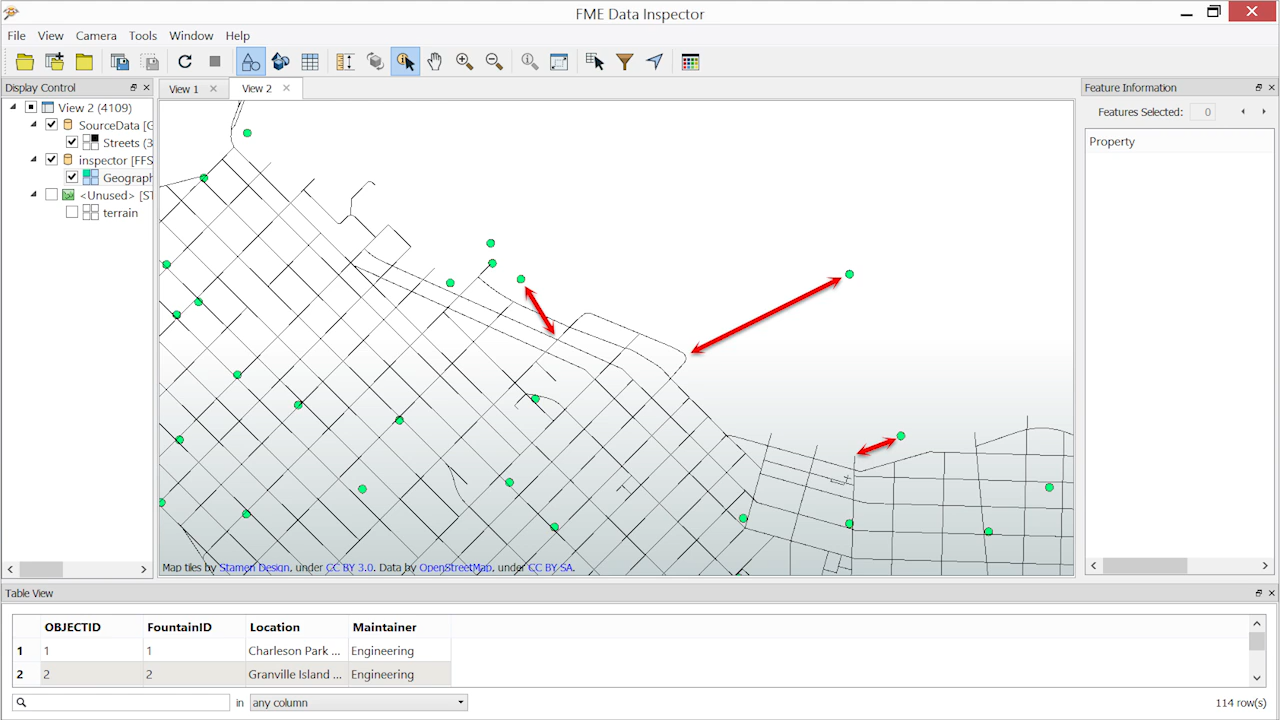 FME Data Inspector
File View Camera Tools Window Help
Display Control
View 1
View 2
Feature Information
View 2 (4109)
SourceData [G
Streets (3
inspector [FFS
Geograph
<Unused> [ST
terrain
Features Selected: 0
Property
Map tiles by Stamen Design, under CC BY 3.0. Data by OpenStreetMap, under CC BY SA.
Table View
OBJECTID FountainID Location Maintainer
1 1 1 Charleson Park ... Engineering
2 2 2 Granville Island ... Engineering
in any column 114 row(s)